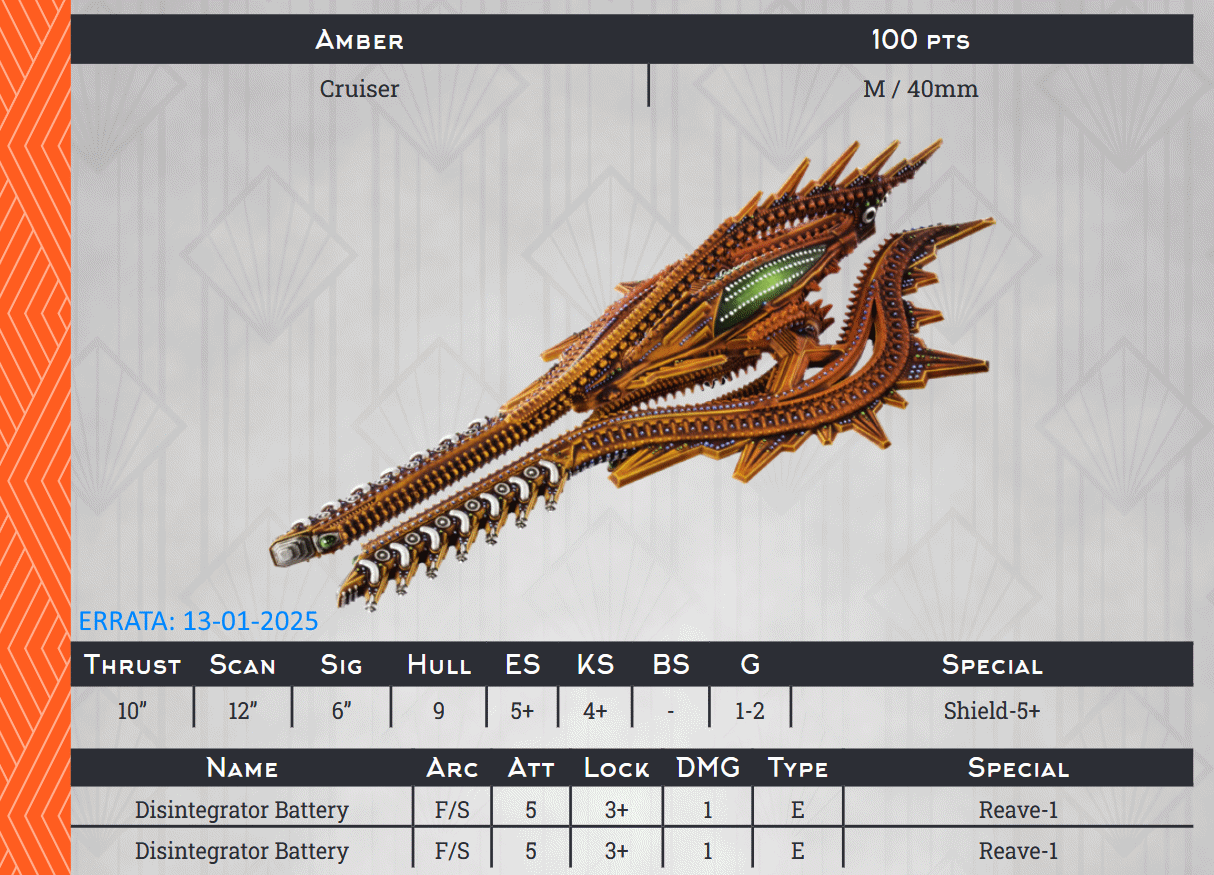 AMBER 100 PTS
Cruiser M / 40mm
ERRATA: 13-01-2025
THRUST SCAN SIG HULL ES KS BS G SPECIAL
10” 12” 6” 9 5+ 4+ - 1-2 Shield-5+
NAME ARC ATT LOCK DMG TYPE SPECIAL
Disintegrator Battery F/S 5 3+ 1 E Reave-1
Disintegrator Battery F/S 5 3+ 1 E Reave-1